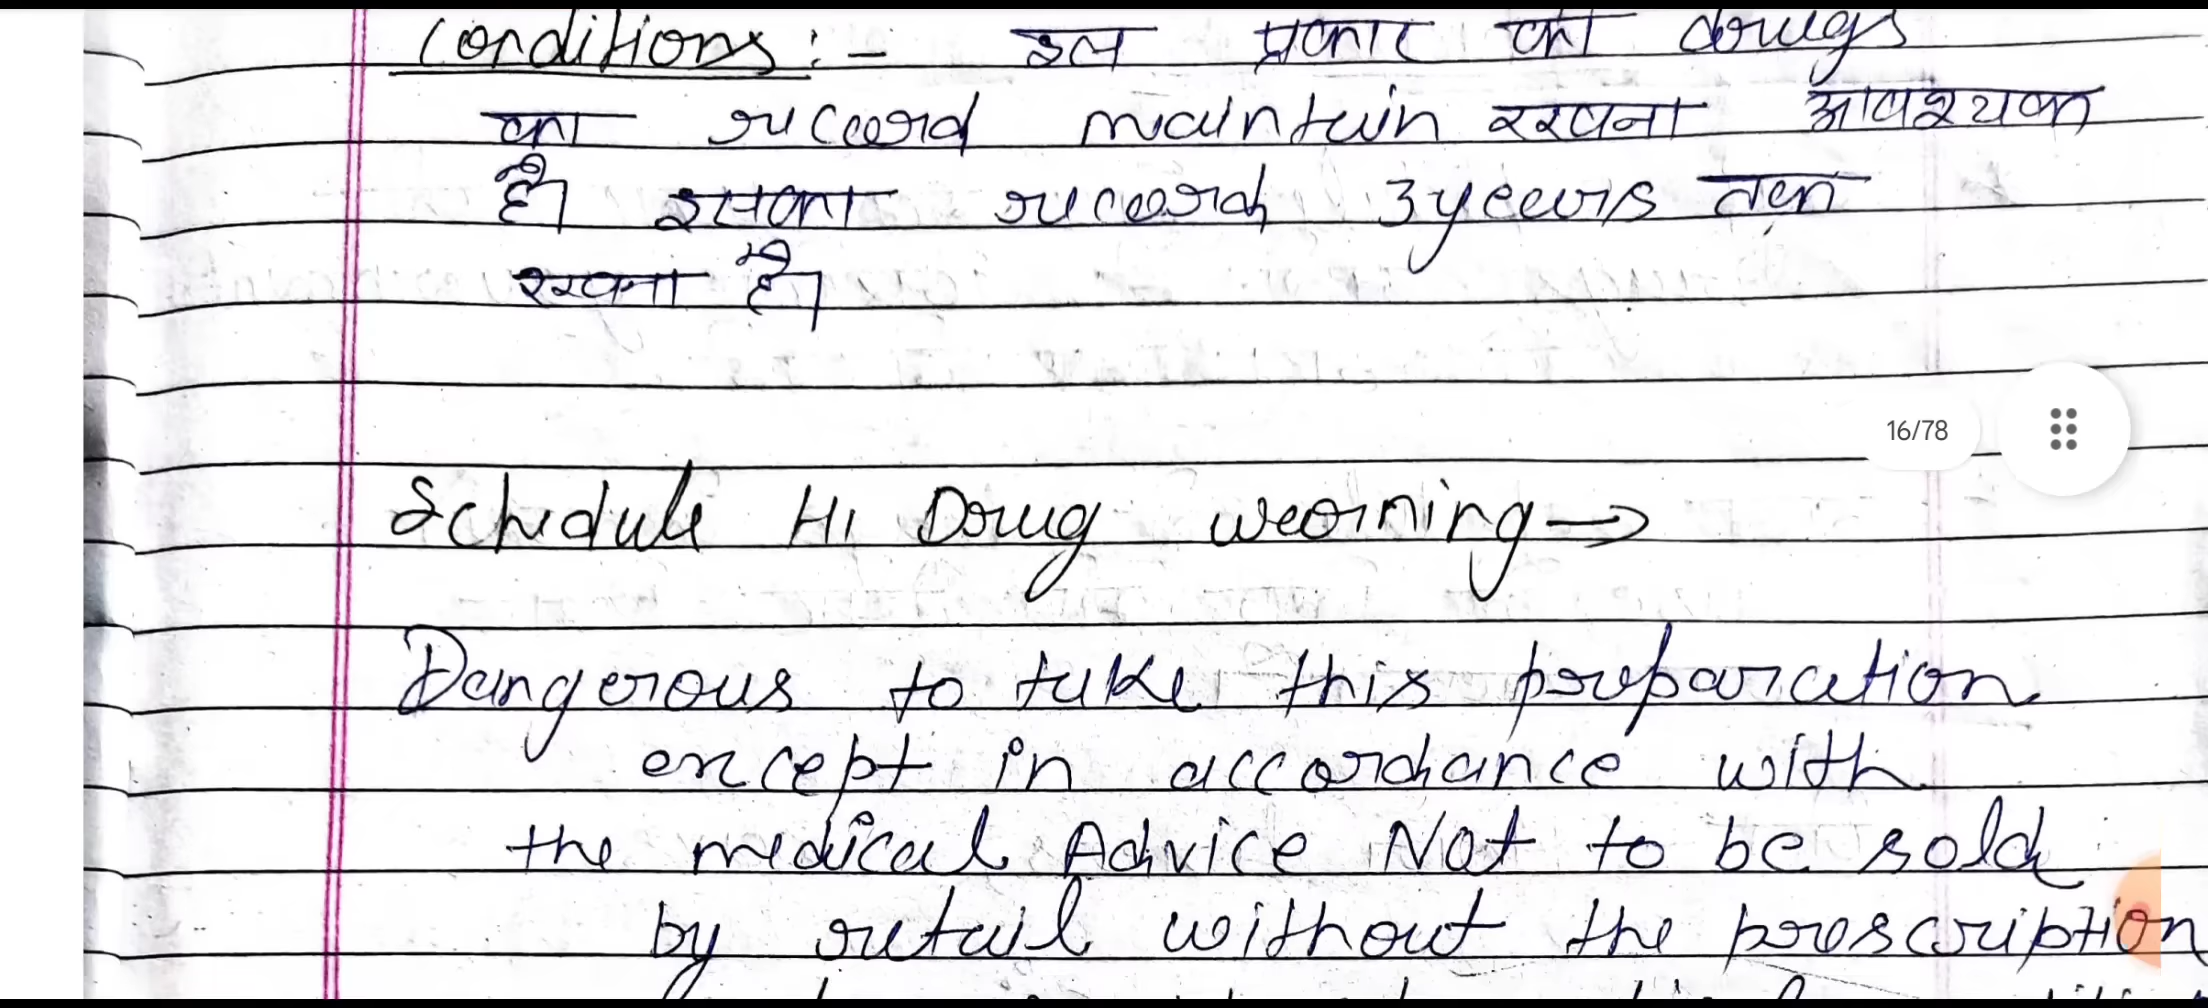 Conditions :- इस प्रकार की drugs
का record maintain रखना आवश्यक
है। इसका record 3 years तक
रखना है।
16/78
Schedule H1 Drug warning →
Dangerous to take this preparation
except in accordance with
the medical Advice Not to be sold
by retail without the prescription